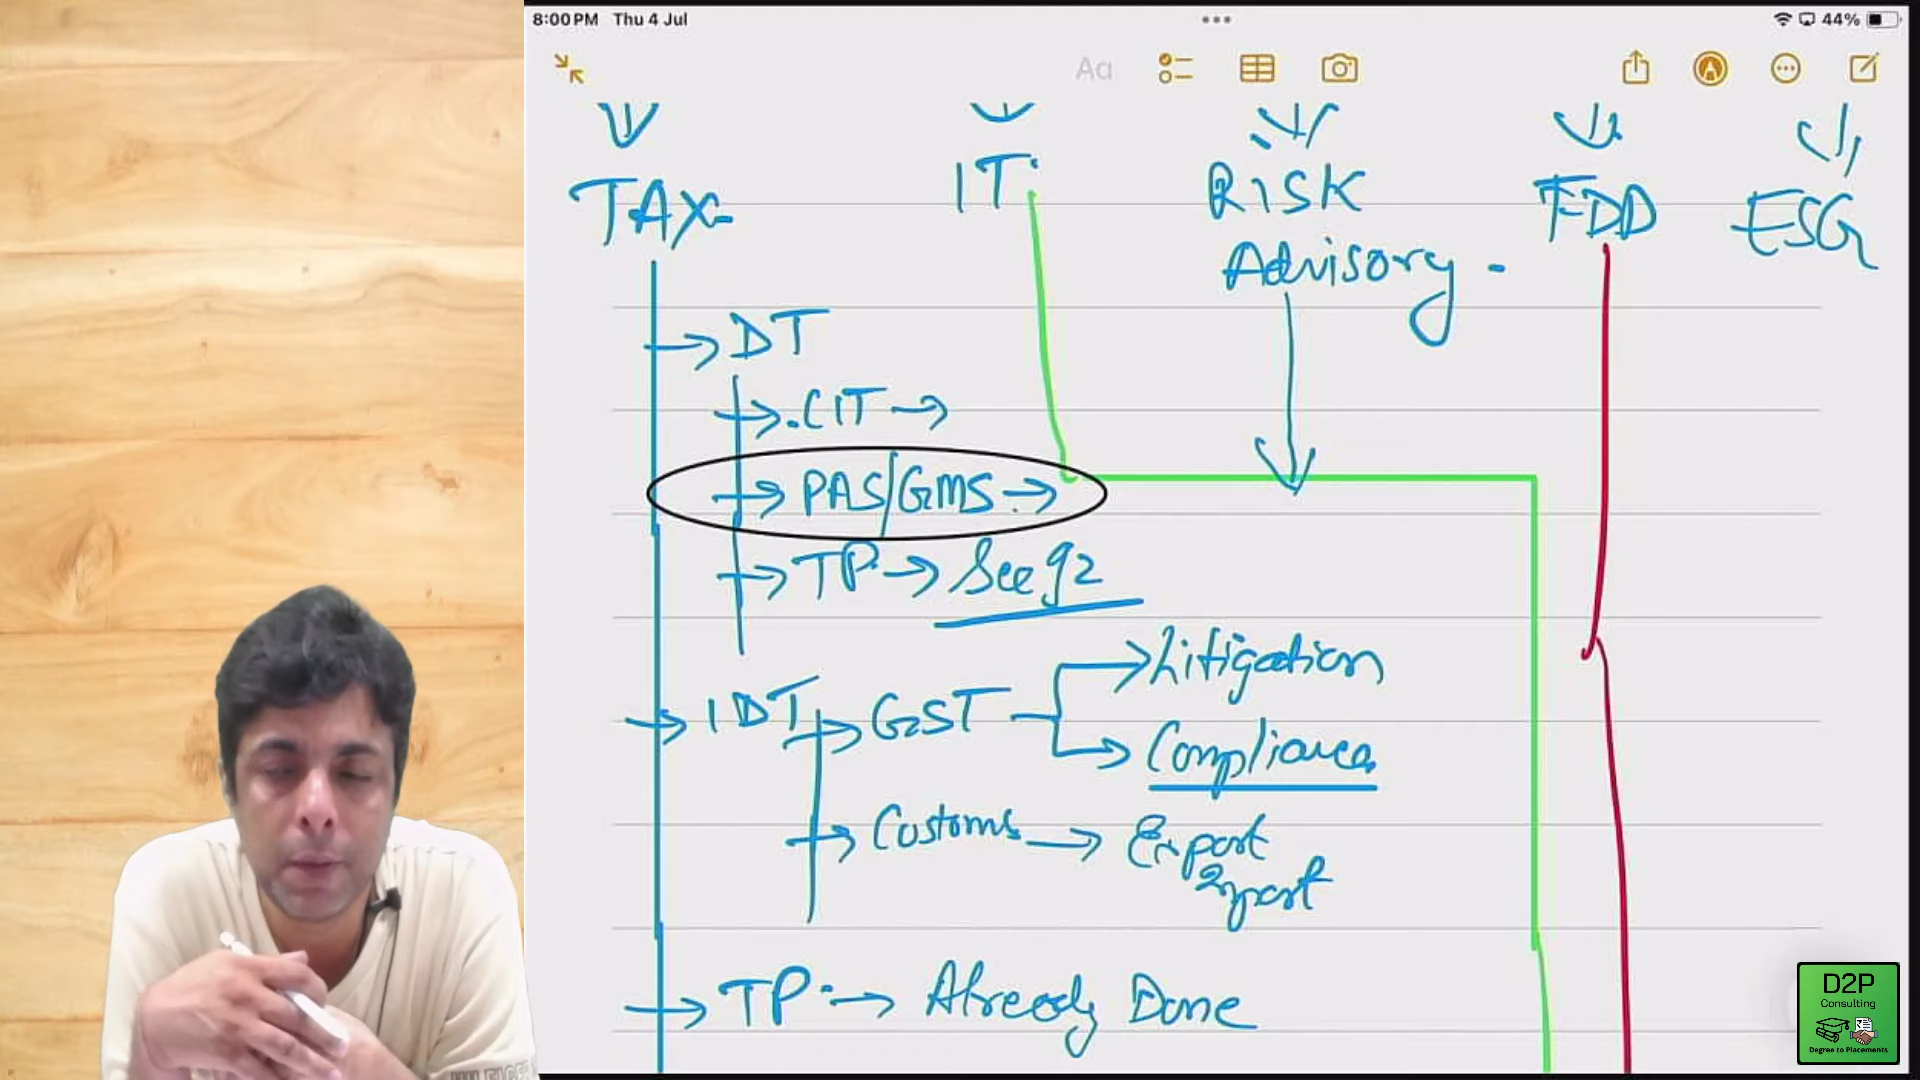 8:00 PM Thu 4 Jul
44%
Aa
TAX
IT
RISK
Advisory
FDD
ESG
DT
CIT
PAS/GMS
TP → See 92
IDT → GST
Litigation
Compliance
Customs → Export
Import
TP → Already Done
D2P
Consulting
Degree to Placements